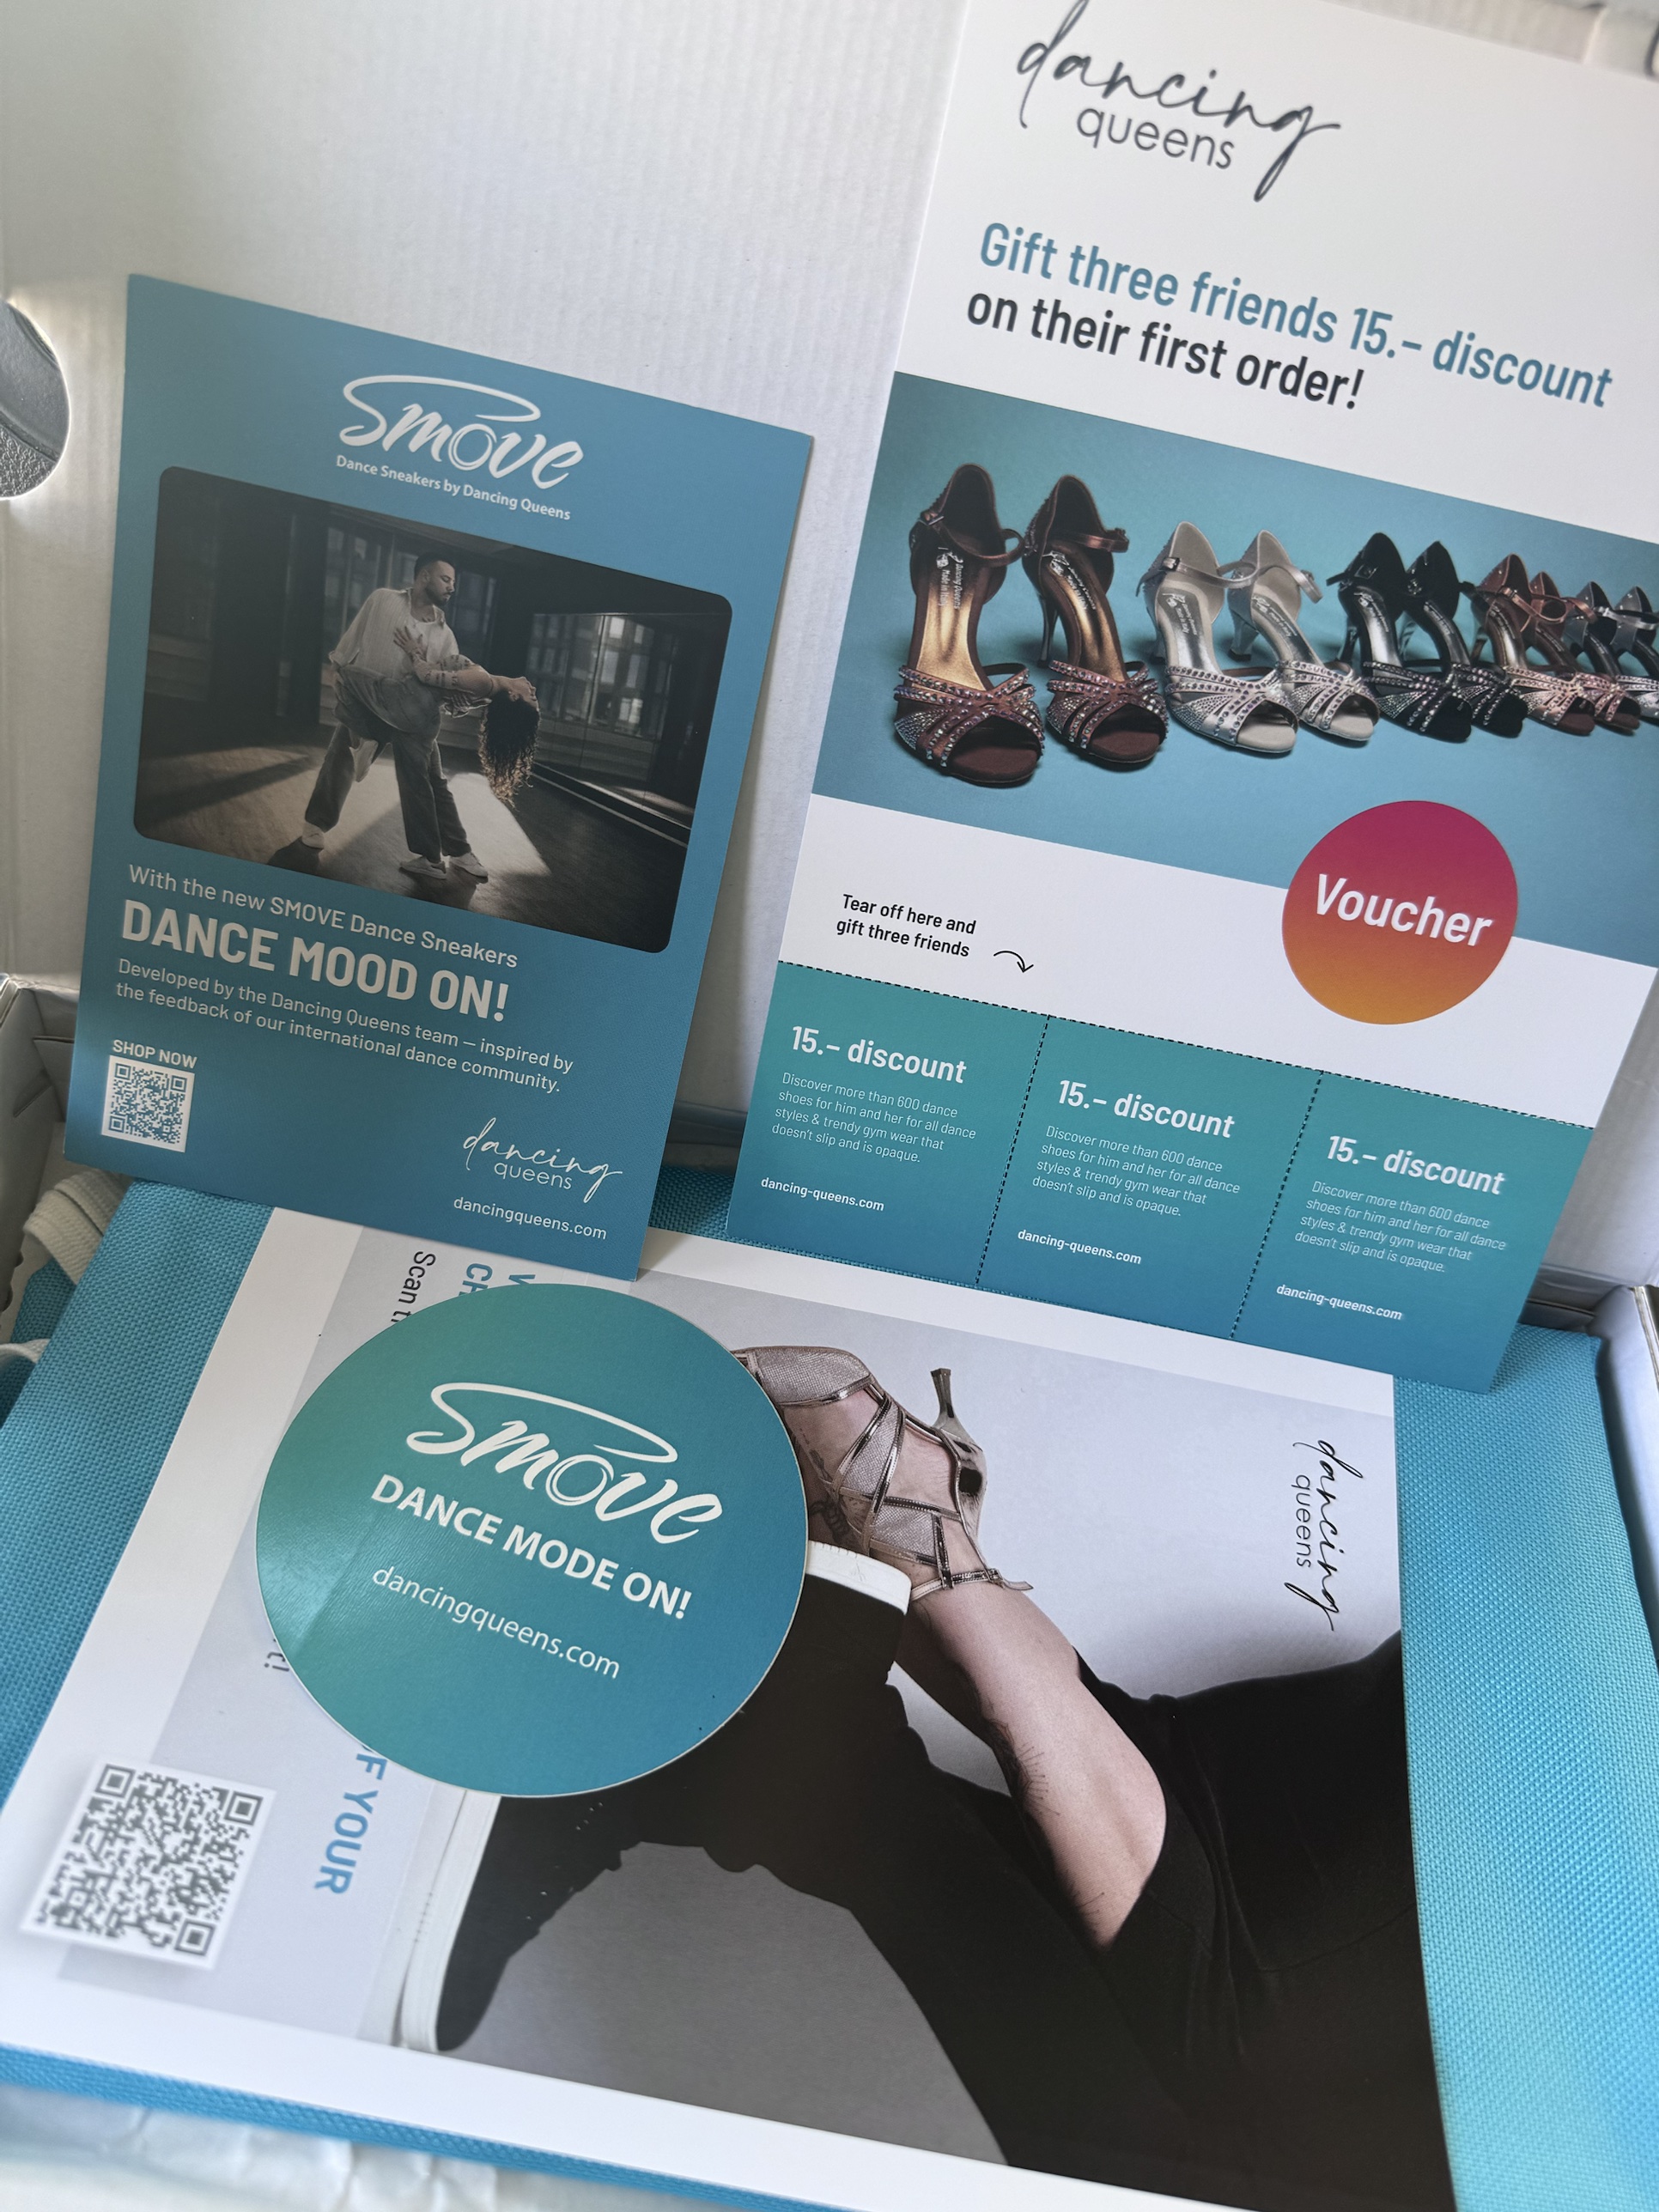 Smove
Dance Sneakers by Dancing Queens
With the new SMOVE Dance Sneakers
DANCE MOOD ON!
Developed by the Dancing Queens team – inspired by
the feedback of our international dance community.
SHOP NOW
dancing
queens
dancingqueens.com
dancing
queens
Gift three friends 15.- discount
on their first order!
Voucher
Tear off here and
gift three friends
15.- discount
Discover more than 600 dance
shoes for him and her for all dance
styles & trendy gym wear that
doesn't slip and is opaque.
dancing-queens.com
15.- discount
Discover more than 600 dance
shoes for him and her for all dance
styles & trendy gym wear that
doesn't slip and is opaque.
dancing-queens.com
15.- discount
Discover more than 600 dance
shoes for him and her for all dance
styles & trendy gym wear that
doesn't slip and is opaque.
dancing-queens.com
Smove
DANCE MODE ON!
dancingqueens.com
Scan
YOUR
dancing
queens